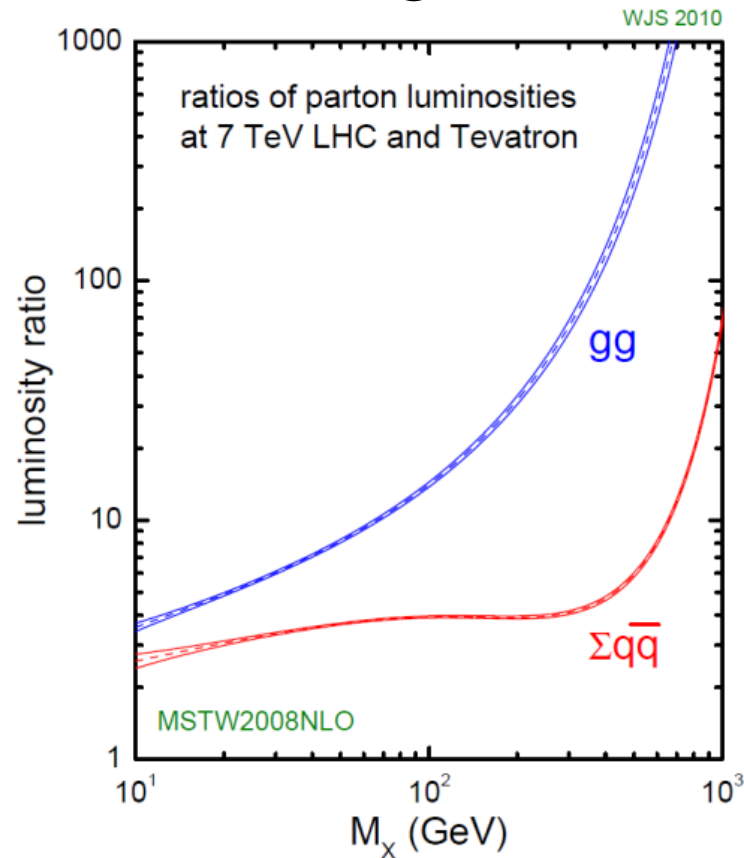 WJS 2010
1000
ratios of parton luminosities
at 7 TeV LHC and Tevatron
100
gg
luminosity ratio
10
Σqq̅
MSTW2008NLO
1
10¹
10²
10³
Mₓ (GeV)